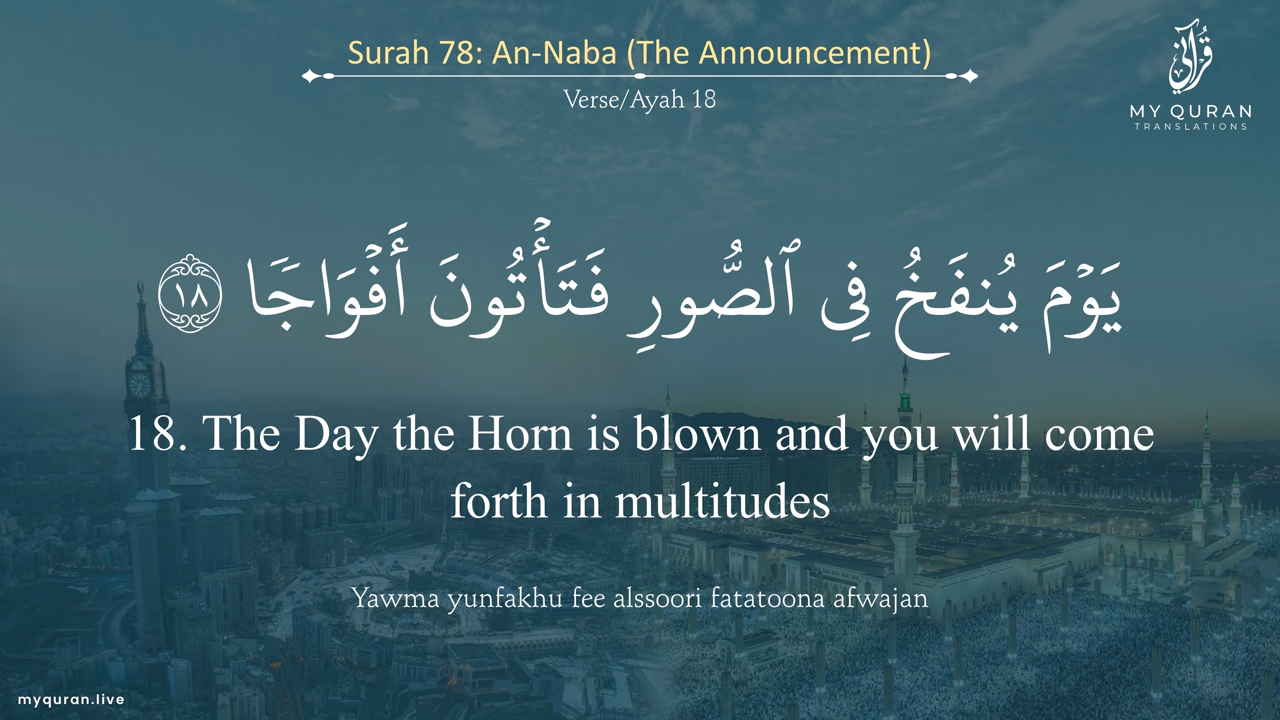 Surah 78: An-Naba (The Announcement)
Verse/Ayah 18
قرآني
MY QURAN
TRANSLATIONS
يَوْمَ يُنفَخُ فِى ٱلصُّورِ فَتَأْتُونَ أَفْوَاجًا ١٨
18. The Day the Horn is blown and you will come
forth in multitudes
Yawma yunfakhu fee alssoori fatatoona afwajan
myquran.live